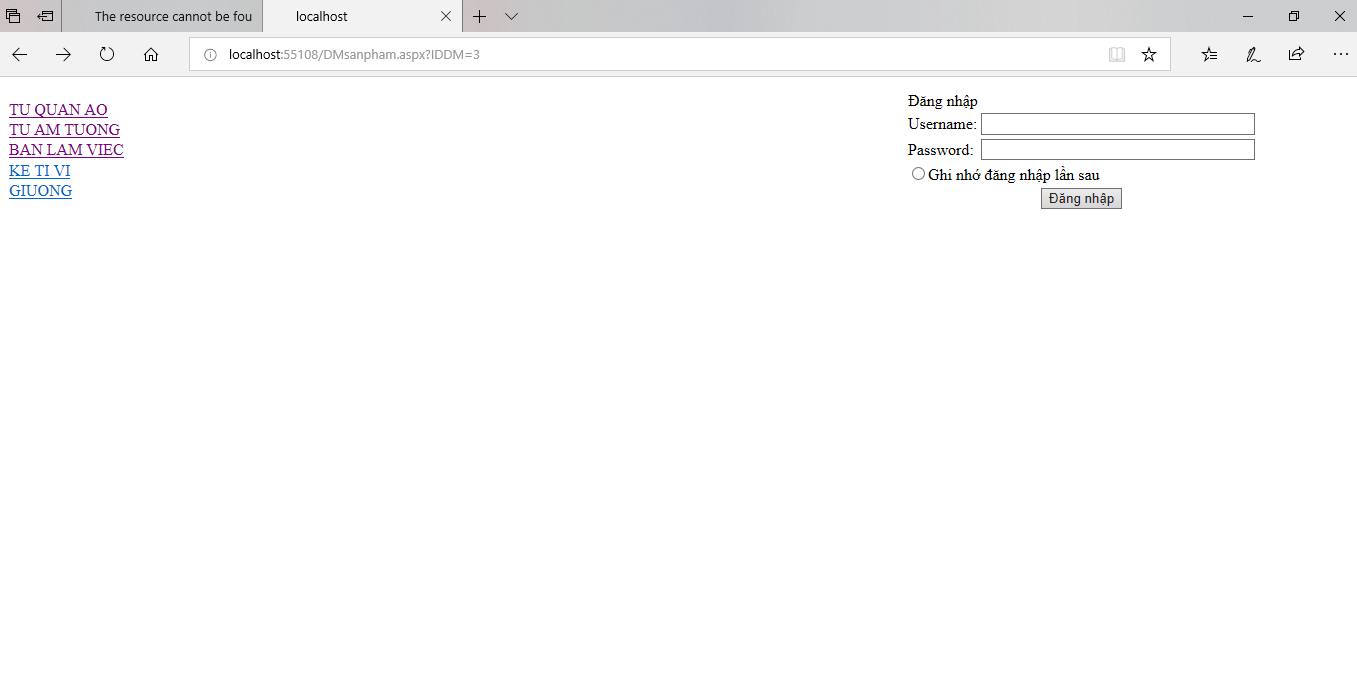 The resource cannot be fou
localhost
localhost:55108/DMsanpham.aspx?IDDM=3
TU QUAN AO
TU AM TUONG
BAN LAM VIEC
KE TI VI
GIUONG
Đăng nhập
Username:
Password:
Ghi nhớ đăng nhập lần sau
Đăng nhập